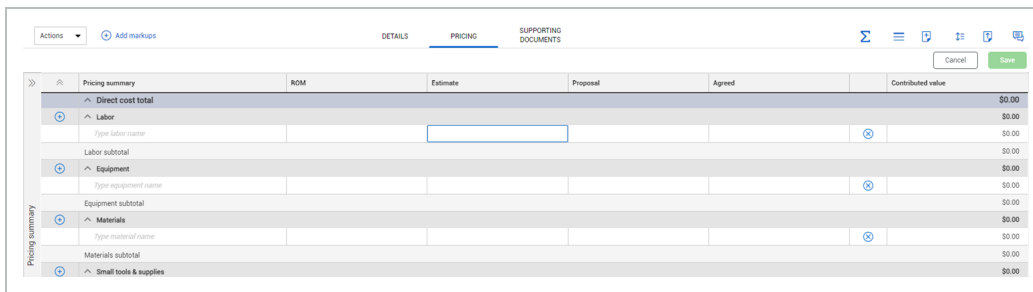 Actions Add markups DETAILS PRICING SUPPORTING DOCUMENTS
Cancel Save
Pricing summary ROM Estimate Proposal Agreed Contributed value
Direct cost total $0.00
Labor $0.00
Type labor name $0.00
Labor subtotal $0.00
Equipment $0.00
Type equipment name $0.00
Equipment subtotal $0.00
Materials $0.00
Type material name $0.00
Materials subtotal $0.00
Small tools & supplies $0.00
Pricing summary